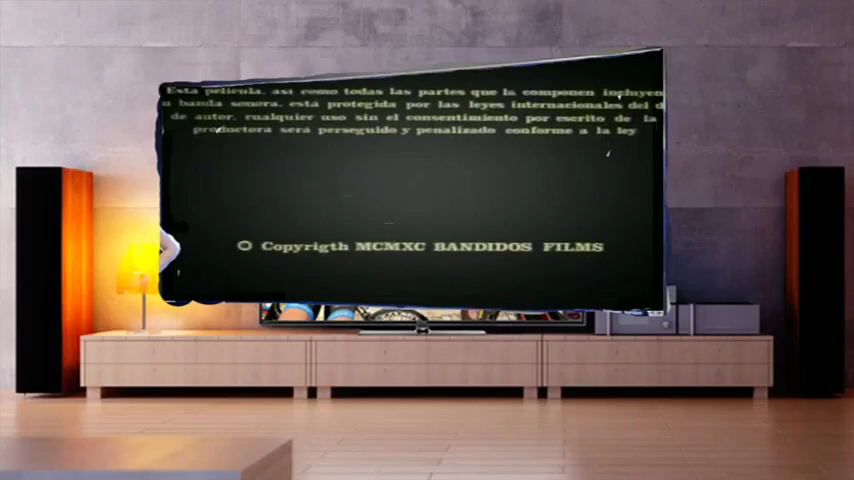 Esta película, así como todas las partes que la componen incluyen
u banda sonora, está protegida por las leyes internacionales del d
de autor, cualquier uso sin el consentimiento por escrito de la
productora será perseguido y penalizado conforme a la ley
© Copyrigth MCMXC BANDIDOS FILMS